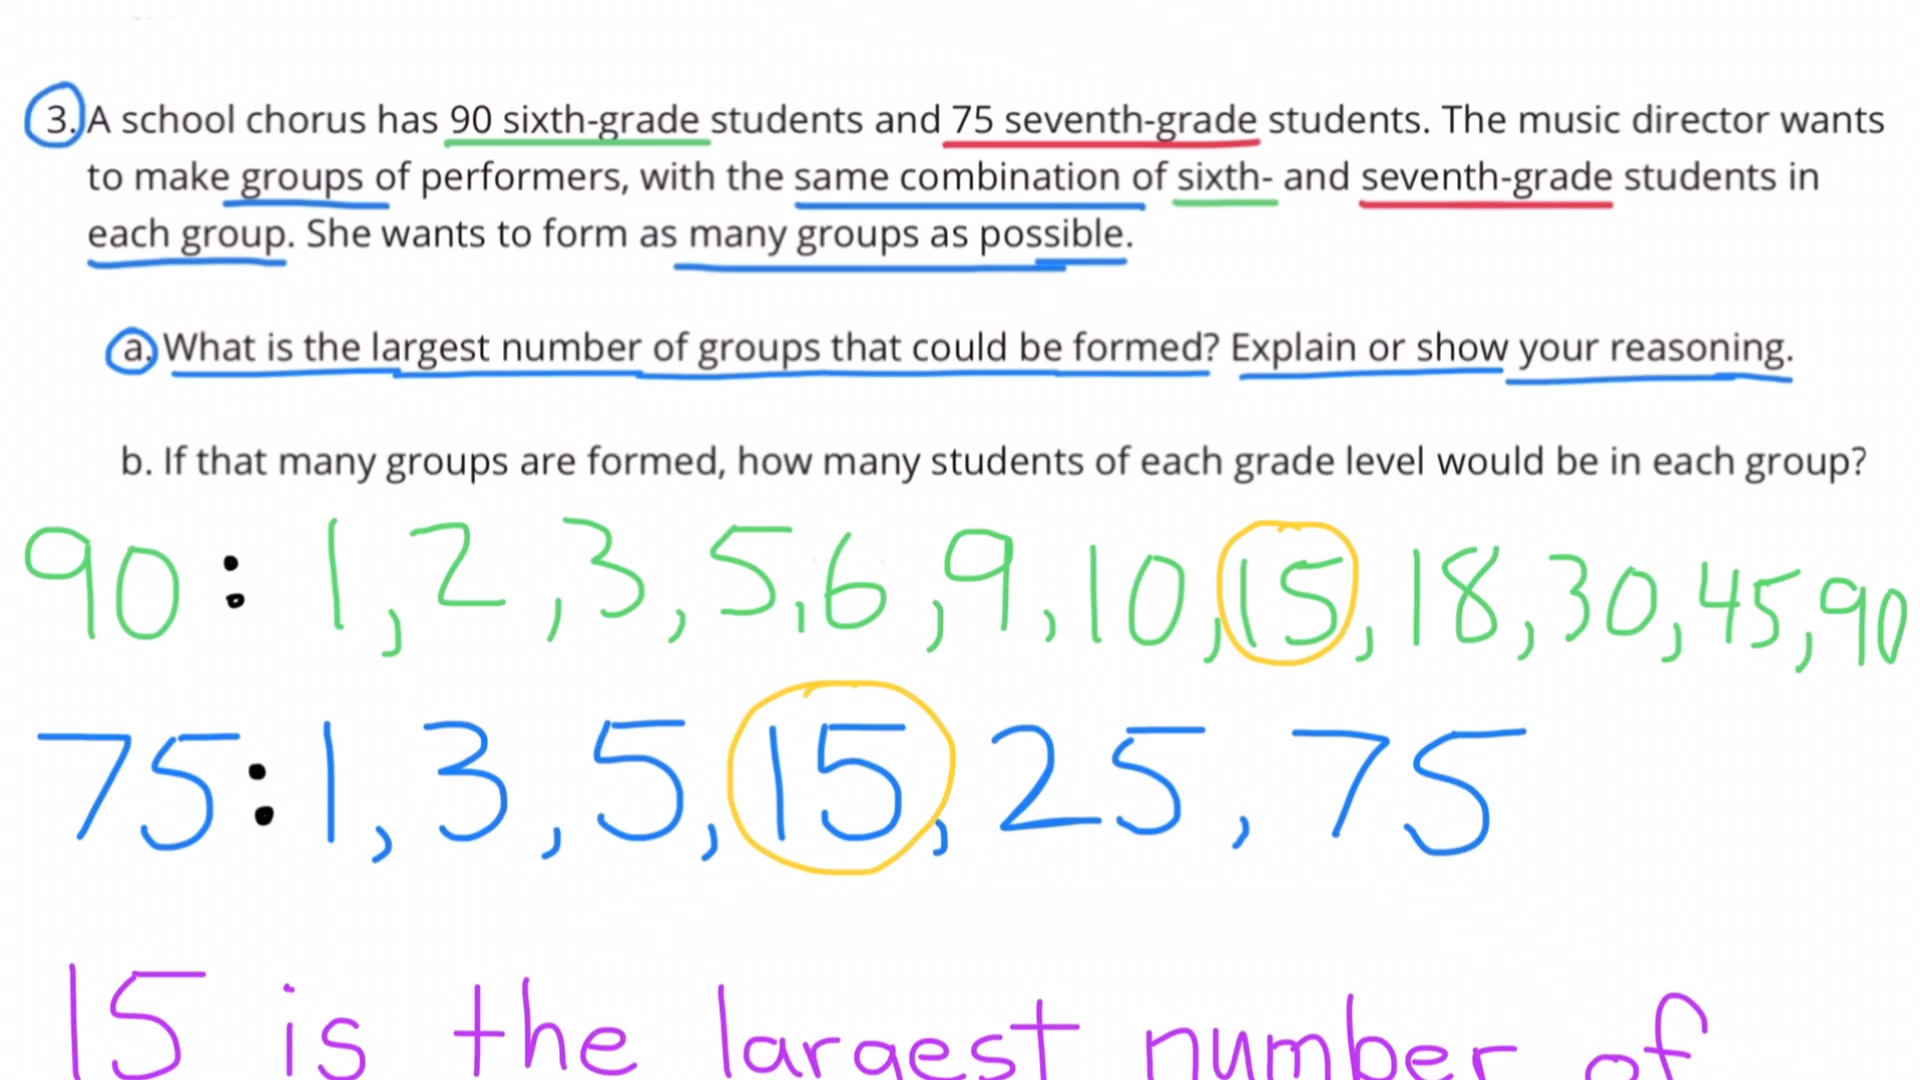 3. A school chorus has 90 sixth-grade students and 75 seventh-grade students. The music director wants
to make groups of performers, with the same combination of sixth- and seventh-grade students in
each group. She wants to form as many groups as possible.
a. What is the largest number of groups that could be formed? Explain or show your reasoning.
b. If that many groups are formed, how many students of each grade level would be in each group?
90 : 1, 2, 3, 5, 6, 9, 10, 15, 18, 30, 45, 90
75 : 1, 3, 5, 15, 25, 75
15 is the largest number of